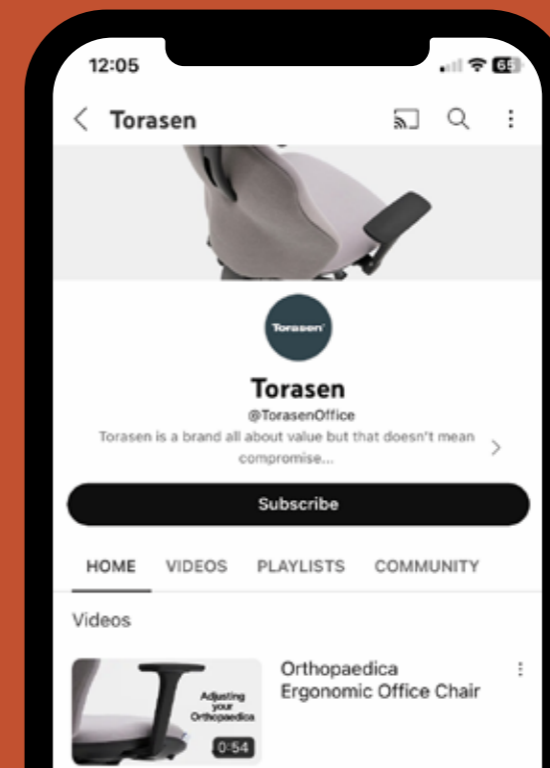 12:05
65
Torasen
Torasen
Torasen
@TorasenOffice
Torasen is a brand all about value but that doesn't mean
compromise...
Subscribe
HOME VIDEOS PLAYLISTS COMMUNITY
Videos
Orthopaedica
Ergonomic Office Chair
Adjusting
your
Orthopaedica
0:54